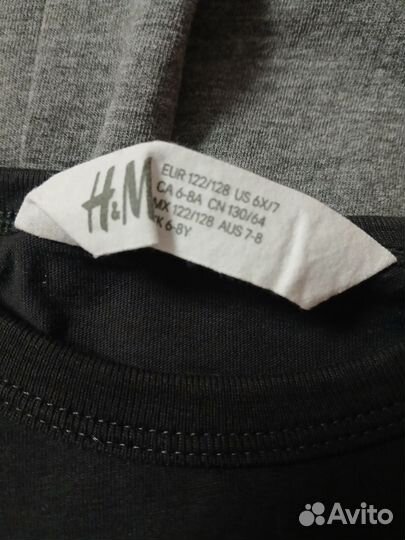 H&M
EUR 122/128 US 6X/7
CA 6-8A CN 130/64
MX 122/128 AUS 7-8
K 6-8Y
Avito